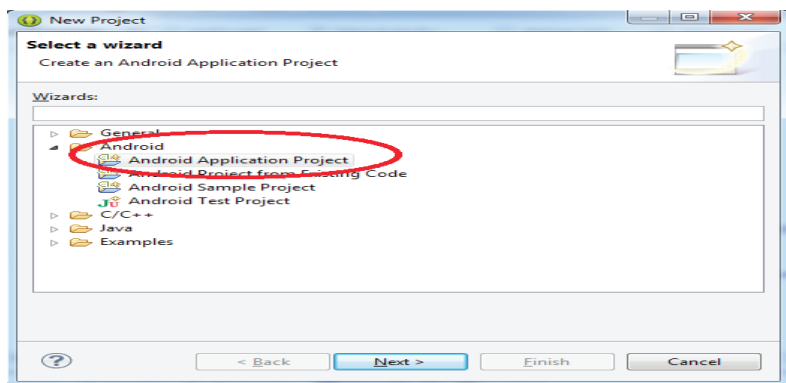 New Project
Select a wizard
Create an Android Application Project
Wizards:
General
Android
Android Application Project
Android Project from Existing Code
Android Sample Project
Android Test Project
C/C++
Java
Examples
? < Back Next > Finish Cancel